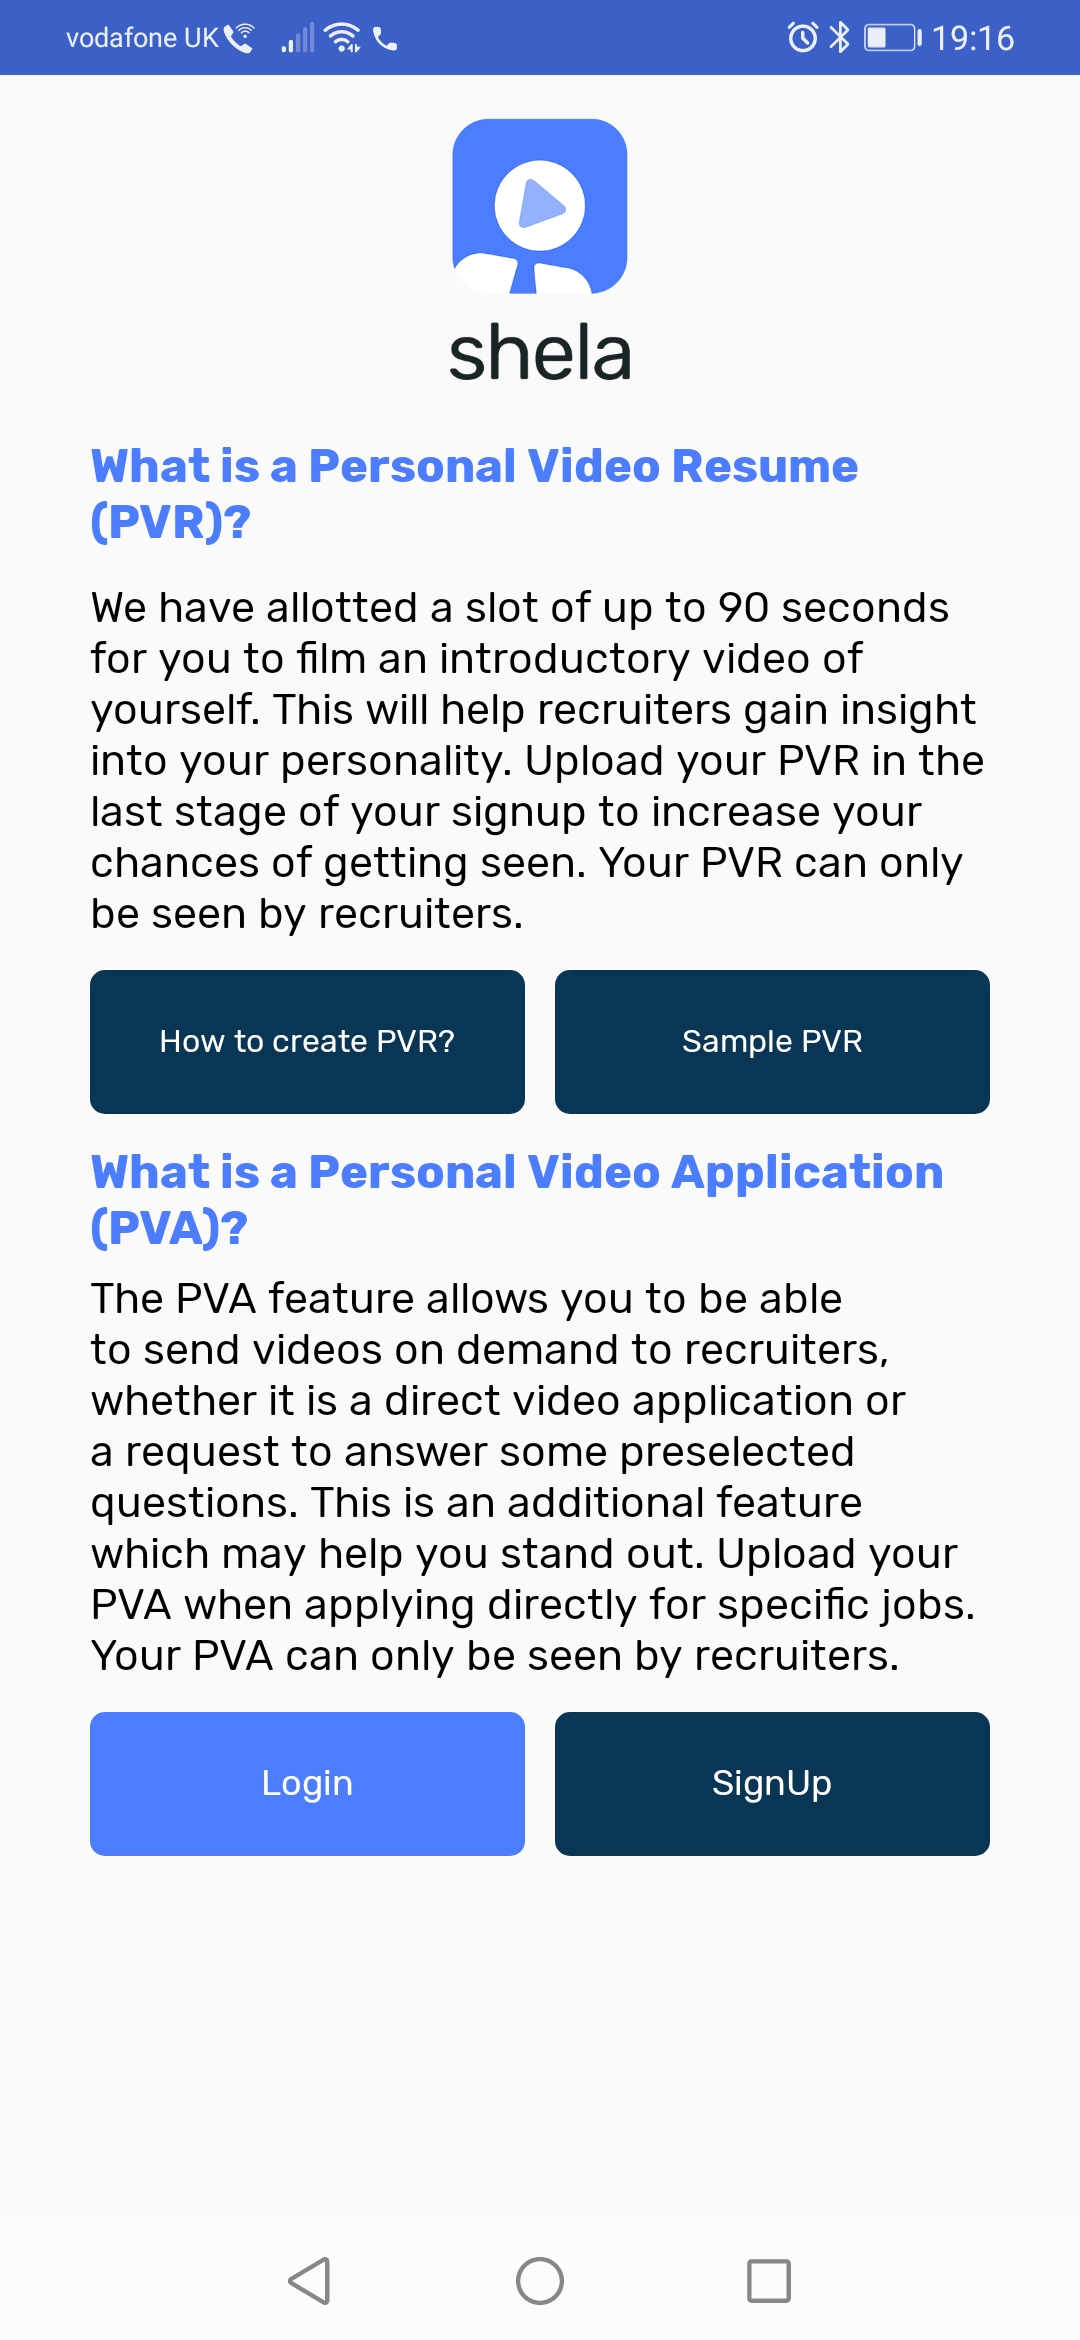 vodafone UK
19:16
shela
What is a Personal Video Resume
(PVR)?
We have allotted a slot of up to 90 seconds
for you to film an introductory video of
yourself. This will help recruiters gain insight
into your personality. Upload your PVR in the
last stage of your signup to increase your
chances of getting seen. Your PVR can only
be seen by recruiters.
How to create PVR?
Sample PVR
What is a Personal Video Application
(PVA)?
The PVA feature allows you to be able
to send videos on demand to recruiters,
whether it is a direct video application or
a request to answer some preselected
questions. This is an additional feature
which may help you stand out. Upload your
PVA when applying directly for specific jobs.
Your PVA can only be seen by recruiters.
Login
SignUp